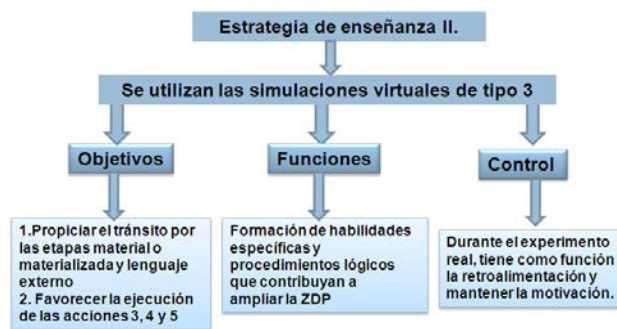 Estrategia de enseñanza II.
Se utilizan las simulaciones virtuales de tipo 3
Objetivos
Funciones
Control
1.Propiciar el tránsito por
las etapas material o
materializada y lenguaje
externo
2. Favorecer la ejecución
de las acciones 3, 4 y 5
Formación de habilidades
específicas y
procedimientos lógicos
que contribuyan a
ampliar la ZDP
Durante el experimento
real, tiene como función
la retroalimentación y
mantener la motivación.